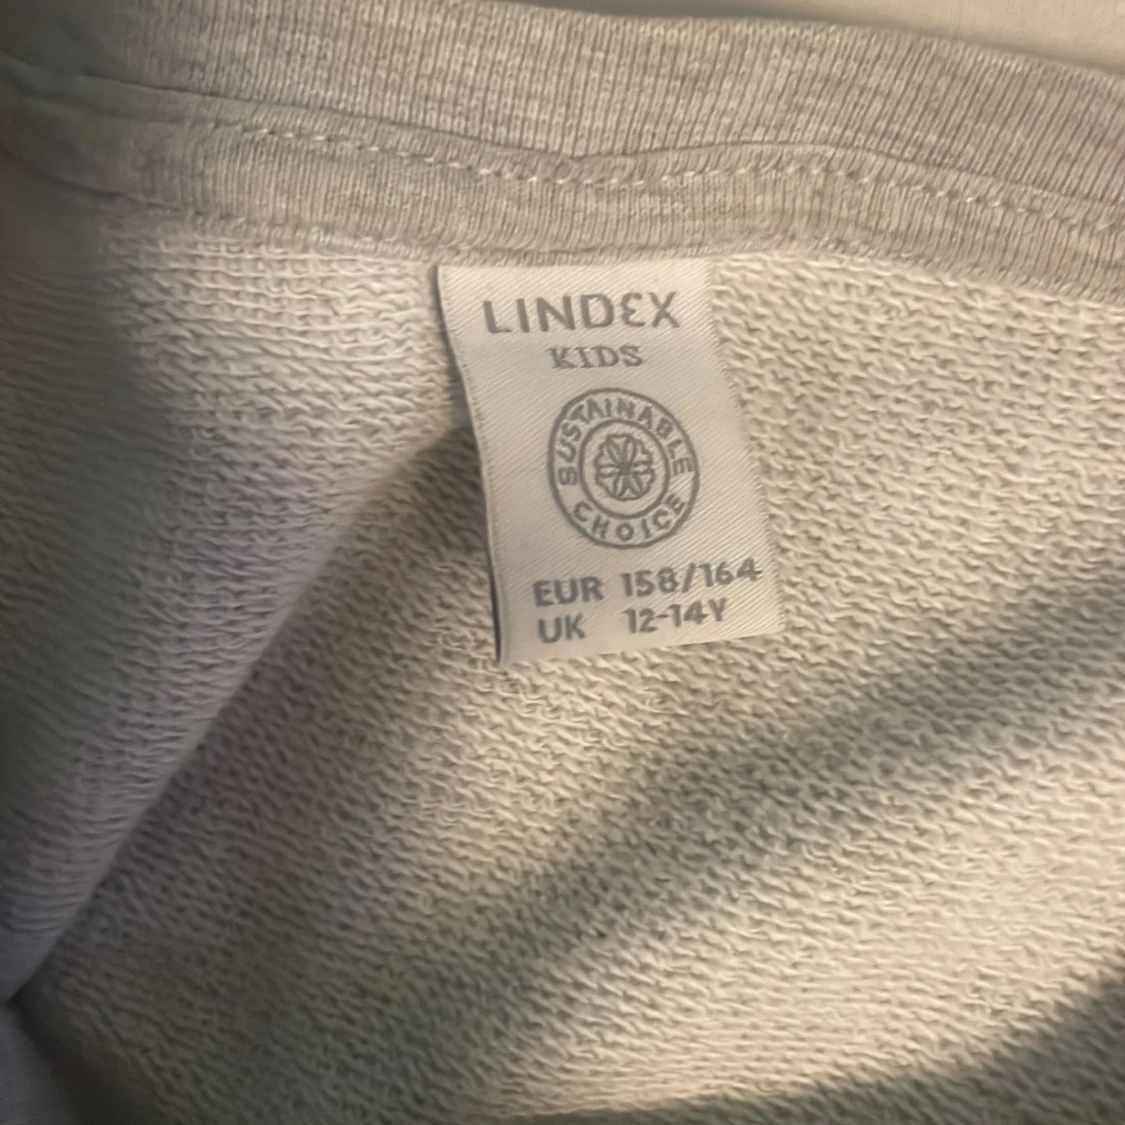 LINDEX
KIDS
SUSTAINABLE
CHOICE
EUR 158/164
UK 12-14Y